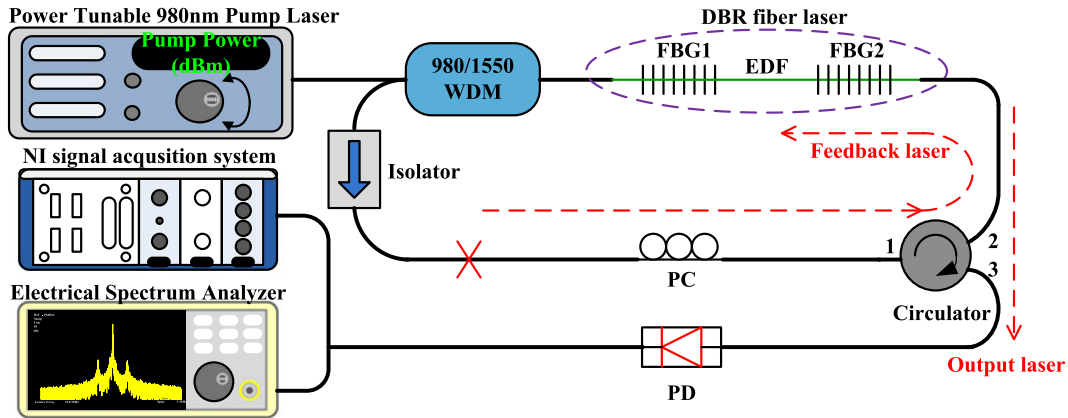 Power Tunable 980nm Pump Laser
Pump Power
(dBm)
980/1550
WDM
DBR fiber laser
FBG1
EDF
FBG2
Isolator
Feedback laser
NI signal acqusition system
1
2
3
PC
Circulator
Electrical Spectrum Analyzer
PD
Output laser